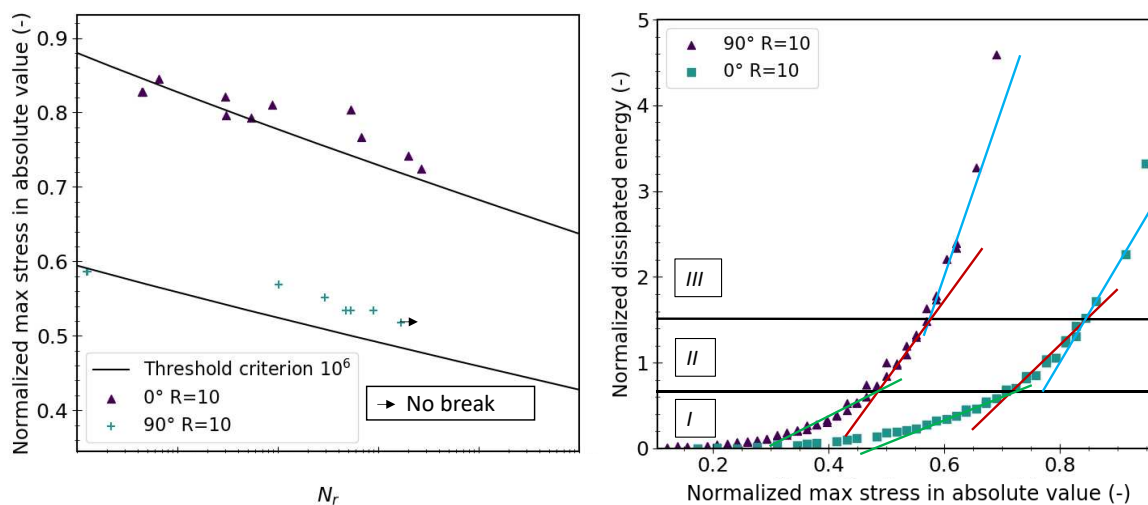 Normalized max stress in absolute value (-)
0.9
0.8
0.7
0.6
0.5
0.4
Threshold criterion 10⁶
0° R=10
90° R=10
No break
Nᵣ
Normalized dissipated energy (-)
5
4
3
2
1
0
90° R=10
0° R=10
III
II
I
0.2 0.4 0.6 0.8
Normalized max stress in absolute value (-)